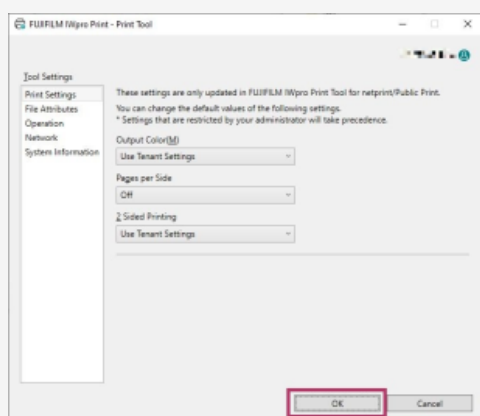 FUJIFILM IWpro Print - Print Tool
Tool Settings
Print Settings
File Attributes
Operation
Network
System Information
These settings are only updated in FUJIFILM IWpro Print Tool for netprint/Public Print.
You can change the default values of the following settings.
* Settings that are restricted by your administrator will take precedence.
Output Color(M)
Use Tenant Settings
Pages per Side
Off
2 Sided Printing
Use Tenant Settings
OK
Cancel